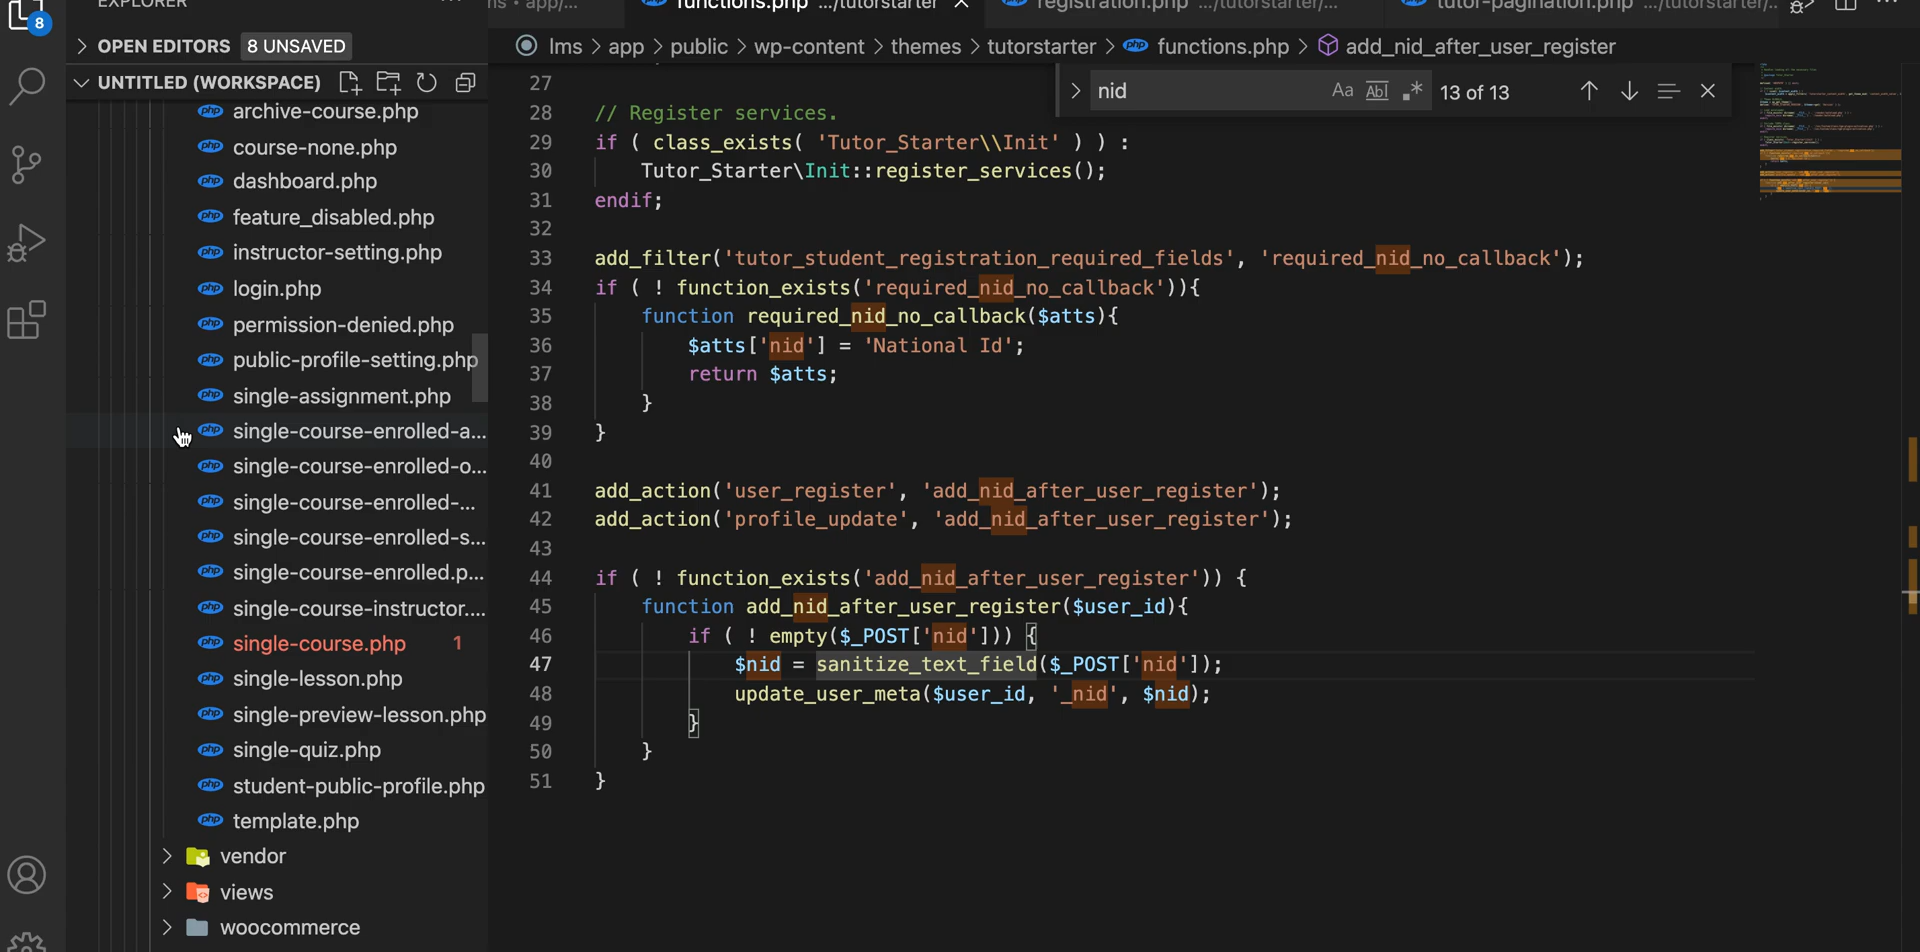 EXPLORER
8
OPEN EDITORS 8 UNSAVED
UNTITLED (WORKSPACE)
archive-course.php
course-none.php
dashboard.php
feature_disabled.php
instructor-setting.php
login.php
permission-denied.php
public-profile-setting.php
single-assignment.php
single-course-enrolled-a...
single-course-enrolled-o...
single-course-enrolled-...
single-course-enrolled-s...
single-course-enrolled.p...
single-course-instructor....
single-course.php 1
single-lesson.php
single-preview-lesson.php
single-quiz.php
student-public-profile.php
template.php
vendor
views
woocommerce
ns • app/... functions.php .../tutorstarter registration.php .../tutorstarter/... tutor-pagination.php .../tutorstarter/...
lms > app > public > wp-content > themes > tutorstarter > functions.php > add_nid_after_user_register
nid Aa Abl .* 13 of 13
27
28 // Register services.
29 if ( class_exists( 'Tutor_Starter\\Init' ) ) :
30 Tutor_Starter\Init::register_services();
31 endif;
32
33 add_filter('tutor_student_registration_required_fields', 'required_nid_no_callback');
34 if ( ! function_exists('required_nid_no_callback')){
35 function required_nid_no_callback($atts){
36 $atts['nid'] = 'National Id';
37 return $atts;
38 }
39 }
40
41 add_action('user_register', 'add_nid_after_user_register');
42 add_action('profile_update', 'add_nid_after_user_register');
43
44 if ( ! function_exists('add_nid_after_user_register')) {
45 function add_nid_after_user_register($user_id){
46 if ( ! empty($_POST['nid'])) {
47 $nid = sanitize_text_field($_POST['nid']);
48 update_user_meta($user_id, '_nid', $nid);
49 }
50 }
51 }